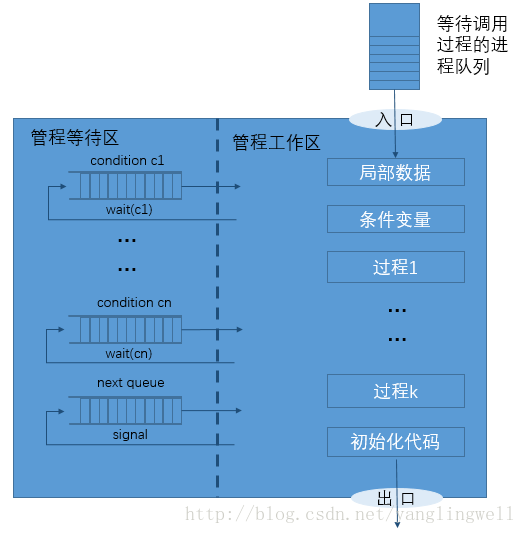 等待调用
过程的进
程队列
入 口
管程等待区
管程工作区
condition c1
wait(c1)
...
...
condition cn
wait(cn)
next queue
signal
局部数据
条件变量
过程1
...
...
过程k
初始化代码
出 口
http://blog.csdn.net/yanglingwell